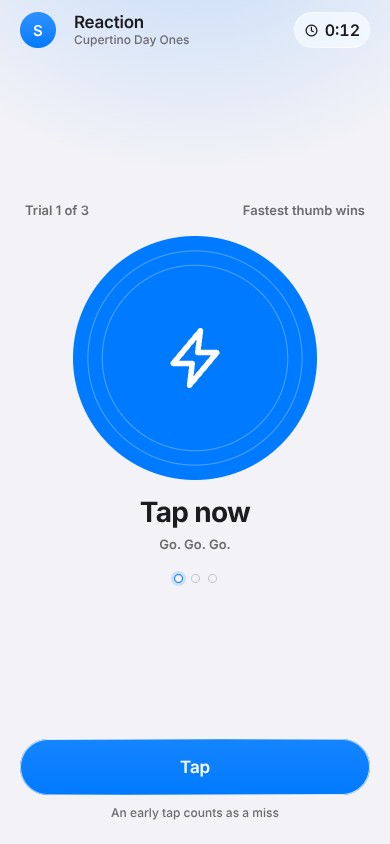 S
Reaction
Cupertino Day Ones
0:12
Trial 1 of 3
Fastest thumb wins
Tap now
Go. Go. Go.
Tap
An early tap counts as a miss